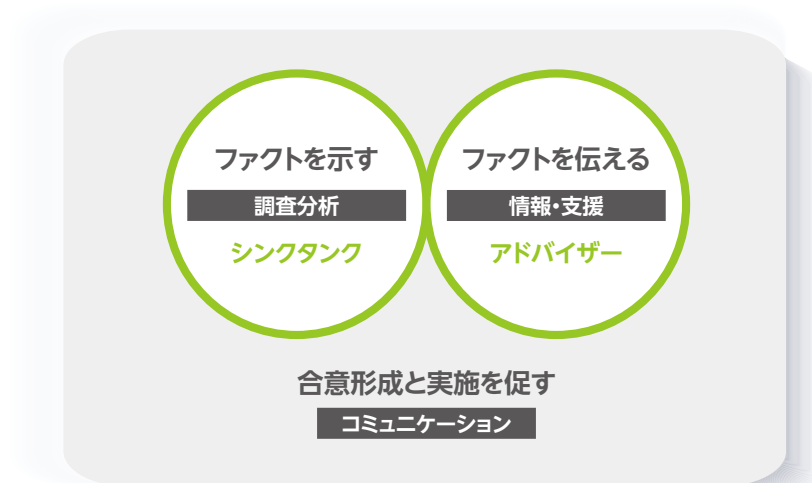 ファクトを示す
調査分析
シンクタンク
ファクトを伝える
情報・支援
アドバイザー
合意形成と実施を促す
コミュニケーション